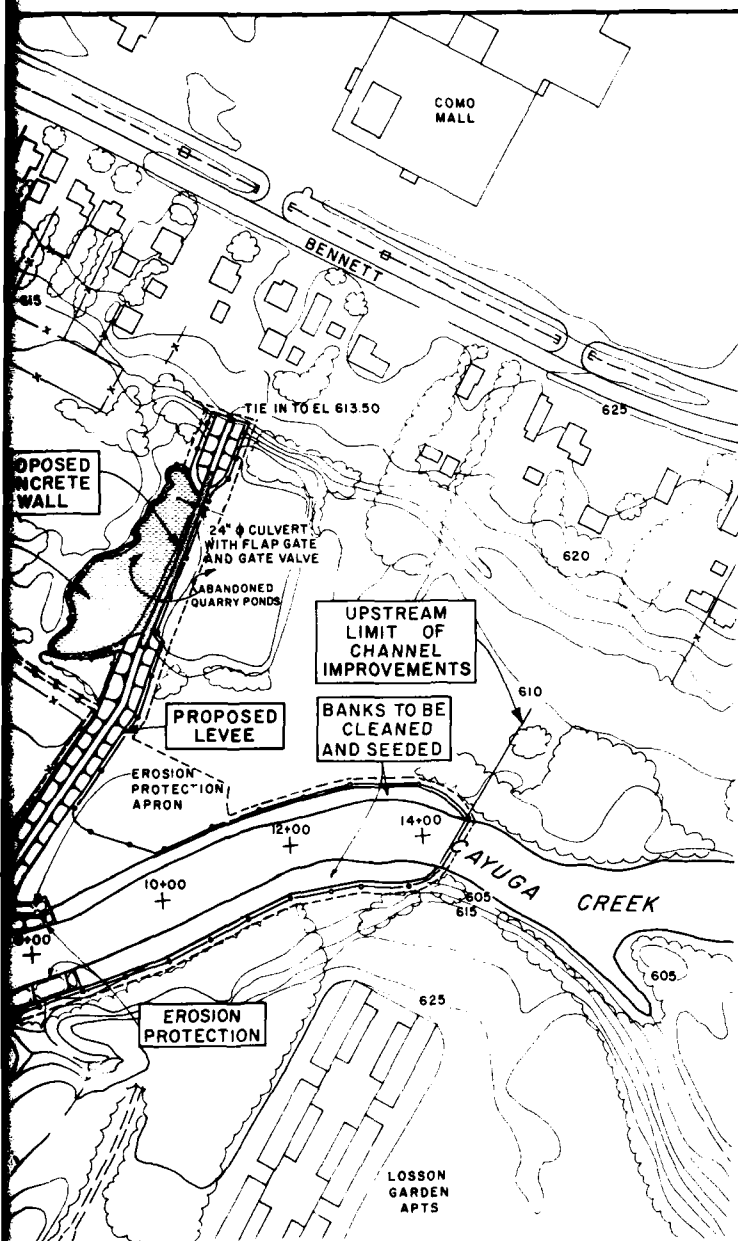 COMO
MALL
BENNETT
615
TIE IN TO EL 613.50
625
OPOSED
NCRETE
WALL
24" ϕ CULVERT
WITH FLAP GATE
AND GATE VALVE
620
ABANDONED
QUARRY PONDS
UPSTREAM
LIMIT OF
CHANNEL
IMPROVEMENTS
610
PROPOSED
LEVEE
BANKS TO BE
CLEANED
AND SEEDED
EROSION
PROTECTION
APRON
12+00
14+00
CAYUGA CREEK
10+00
605
615
+00
605
625
EROSION
PROTECTION
LOSSON
GARDEN
APTS